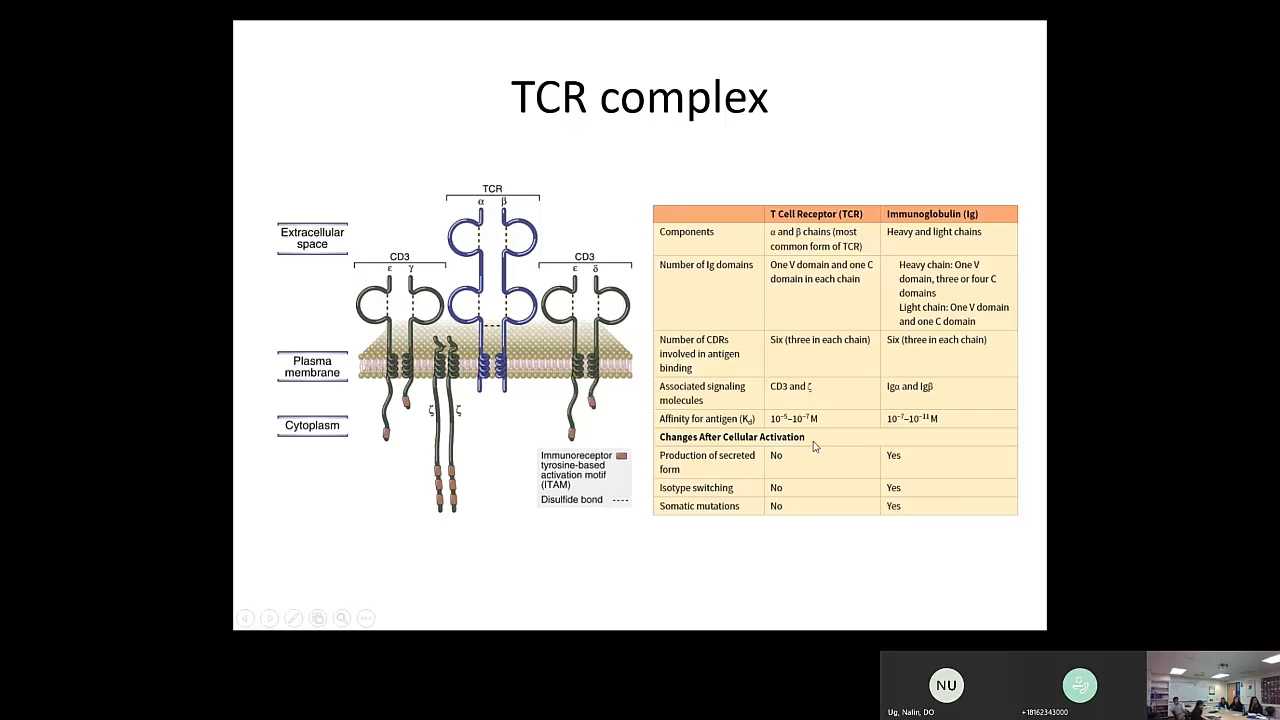 TCR complex
TCR
α β
Extracellular
space
CD3
ε γ
CD3
ε δ
Plasma
membrane
ζ ζ
Cytoplasm
Immunoreceptor
tyrosine-based
activation motif
(ITAM)
Disulfide bond
T Cell Receptor (TCR) Immunoglobulin (Ig)
Components α and β chains (most Heavy and light chains
common form of TCR)
Number of Ig domains One V domain and one C Heavy chain: One V
domain in each chain domain, three or four C
domains
Light chain: One V domain
and one C domain
Number of CDRs Six (three in each chain) Six (three in each chain)
involved in antigen
binding
Associated signaling CD3 and ζ Igα and Igβ
molecules
Affinity for antigen (Kd) 10⁻⁵–10⁻⁷ M 10⁻⁷–10⁻¹¹ M
Changes After Cellular Activation
Production of secreted No Yes
form
Isotype switching No Yes
Somatic mutations No Yes
NU
Ug, Nalin, DO
+18162343000